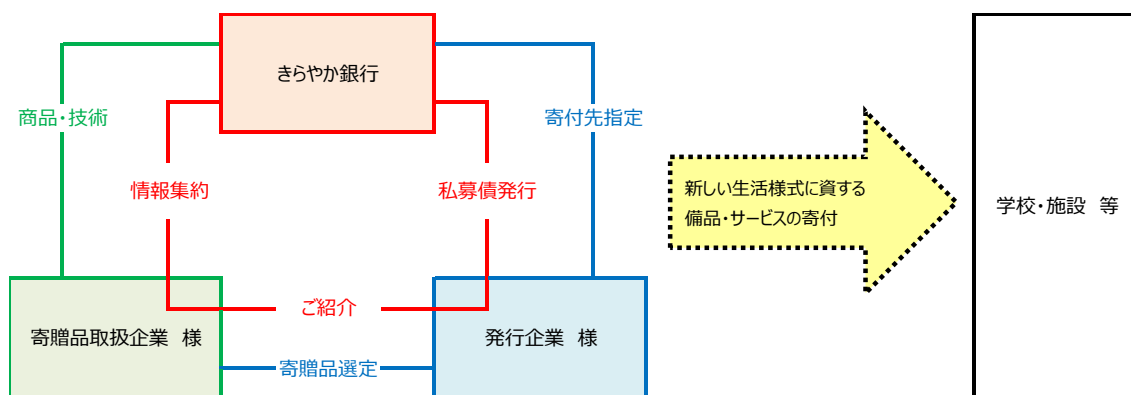 きらやか銀行
商品・技術
寄付先指定
情報集約
私募債発行
新しい生活様式に資する
備品・サービスの寄付
学校・施設 等
ご紹介
寄贈品取扱企業 様
発行企業 様
寄贈品選定